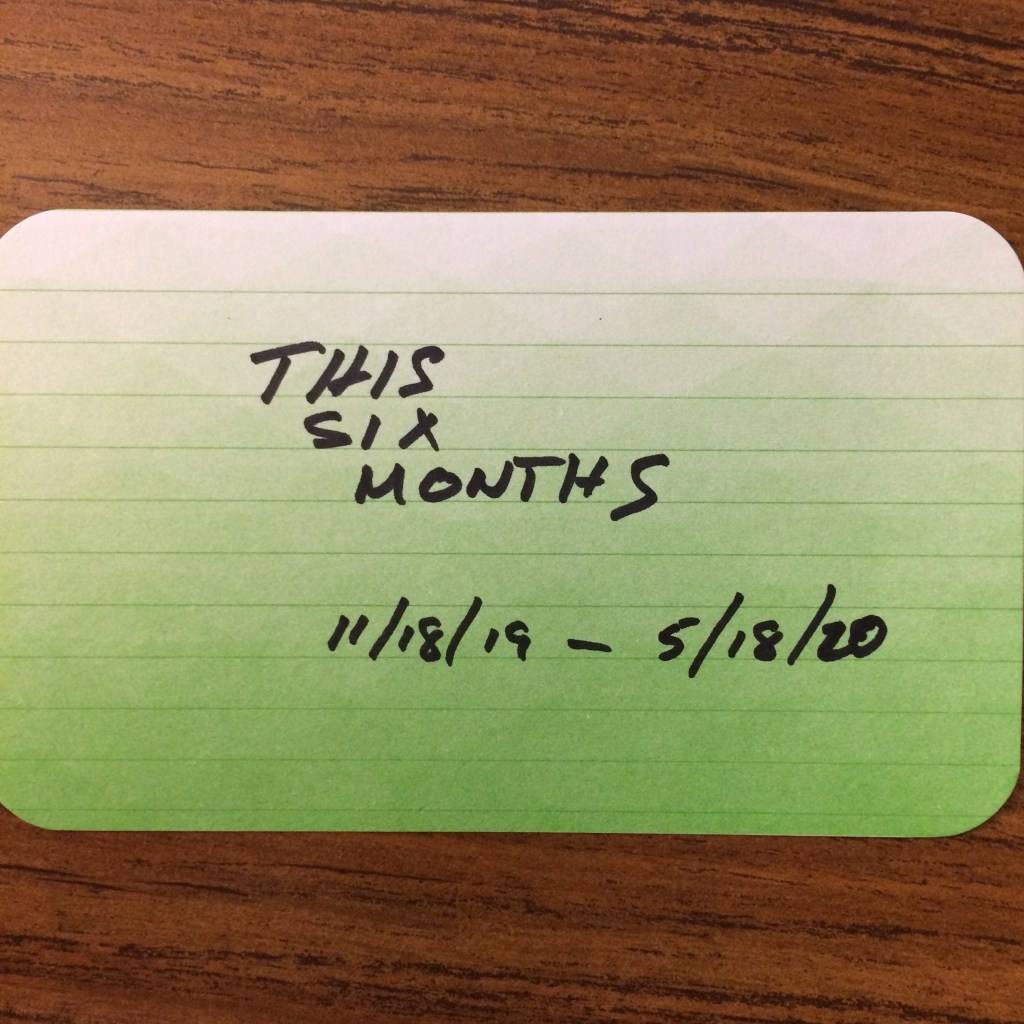 THIS
SIX
MONTHS
11/18/19 - 5/18/20